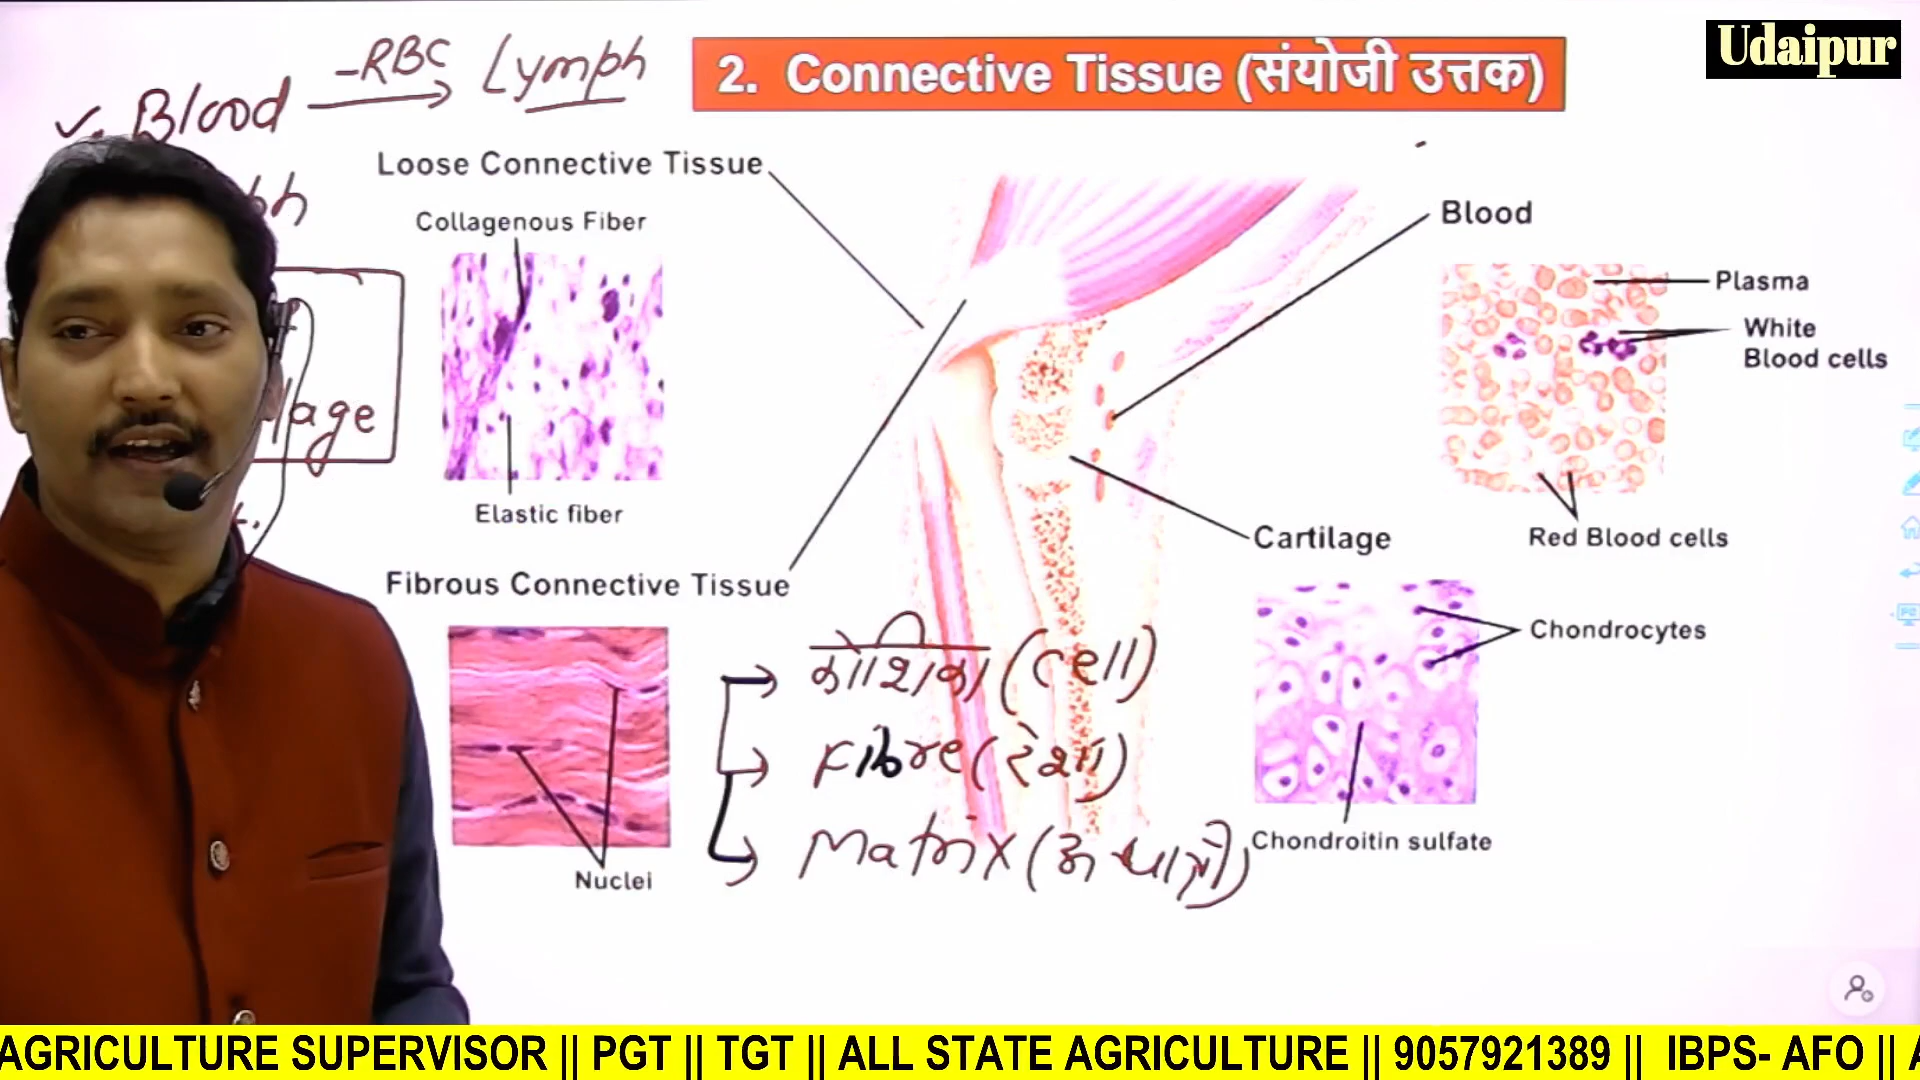 Blood -RBC Lymph
2. Connective Tissue (संयोजी उत्तक)
Udaipur
Loose Connective Tissue
Collagenous Fiber
Elastic fiber
Blood
Plasma
White
Blood cells
Red Blood cells
Cartilage
Fibrous Connective Tissue
Nuclei
Chondrocytes
Chondroitin sulfate
कोशिका (cell)
Fibre (रेशा)
Matrix (
AGRICULTURE SUPERVISOR || PGT || TGT || ALL STATE AGRICULTURE || 9057921389 || IBPS- AFO ||